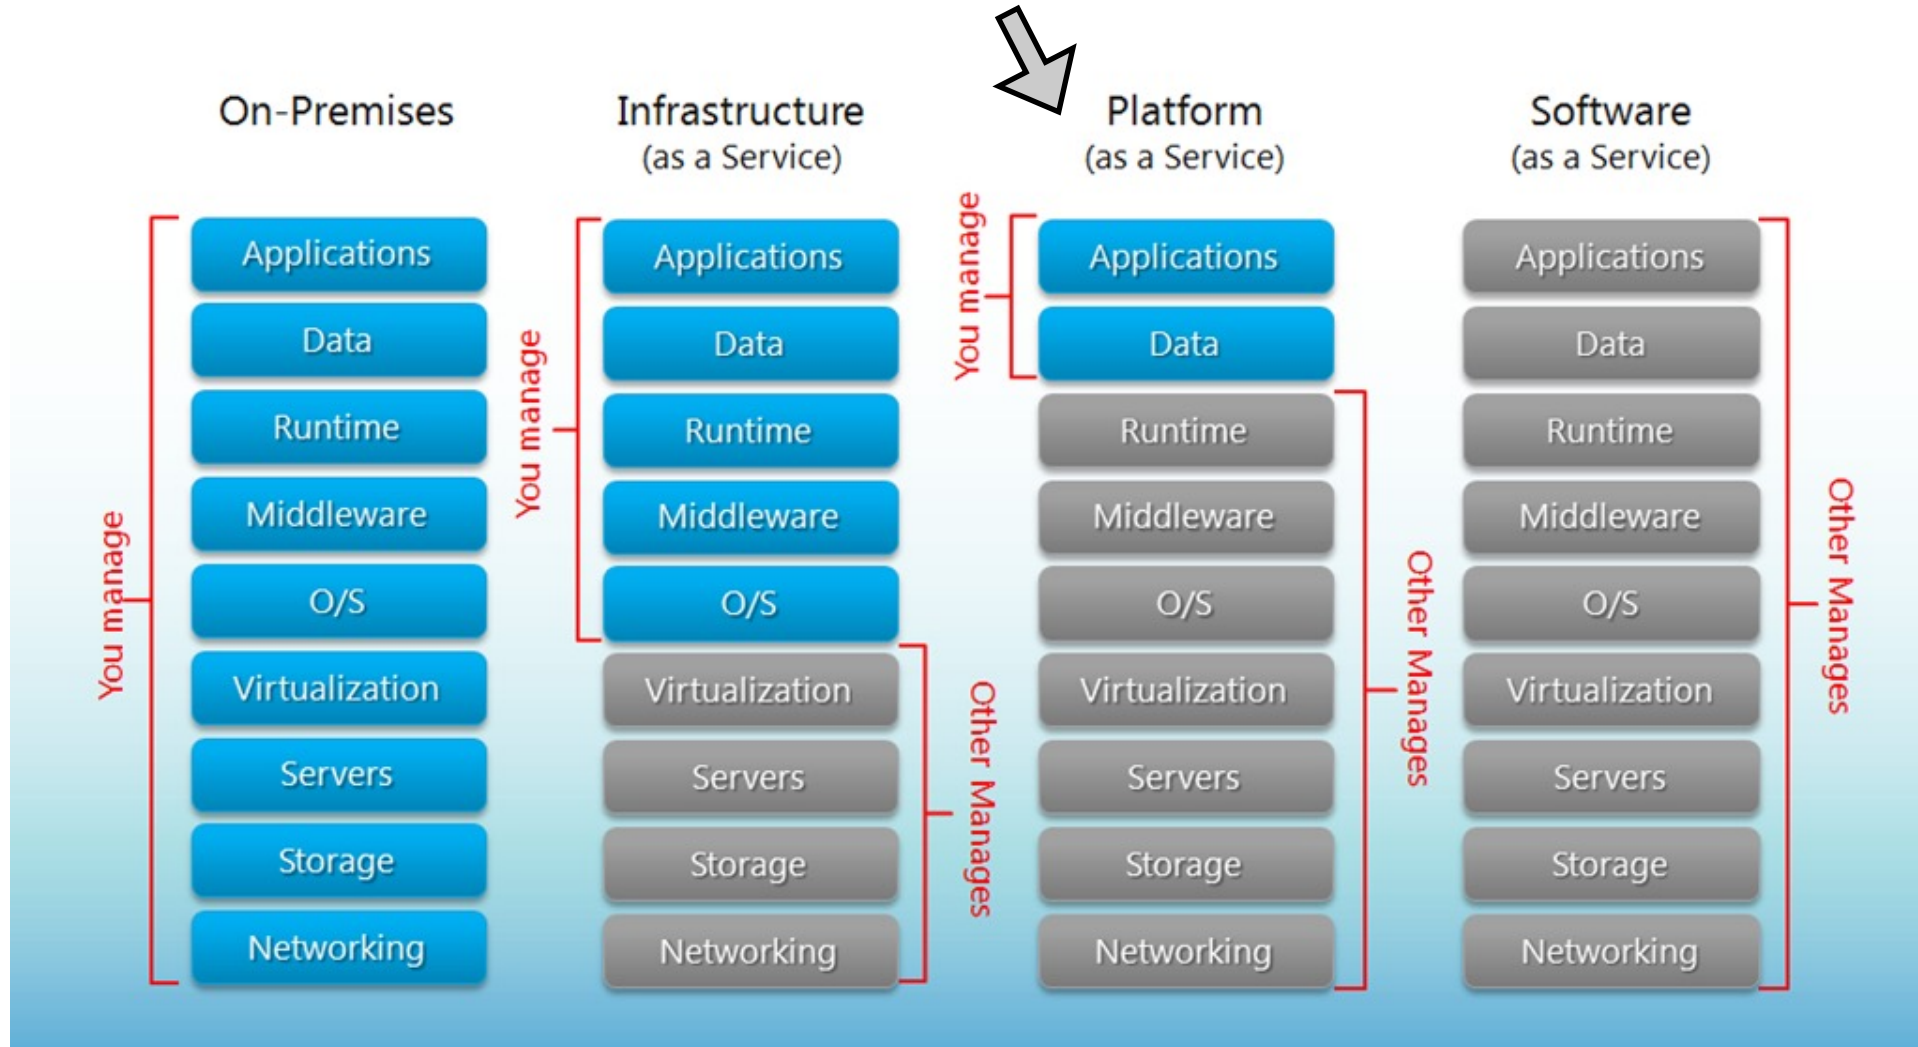 On-Premises
You manage
Applications
Data
Runtime
Middleware
O/S
Virtualization
Servers
Storage
Networking
Infrastructure
(as a Service)
You manage
Applications
Data
Runtime
Middleware
O/S
Virtualization
Servers
Storage
Networking
Other Manages
Platform
(as a Service)
You manage
Applications
Data
Runtime
Middleware
O/S
Virtualization
Servers
Storage
Networking
Other Manages
Software
(as a Service)
Applications
Data
Runtime
Middleware
O/S
Virtualization
Servers
Storage
Networking
Other Manages